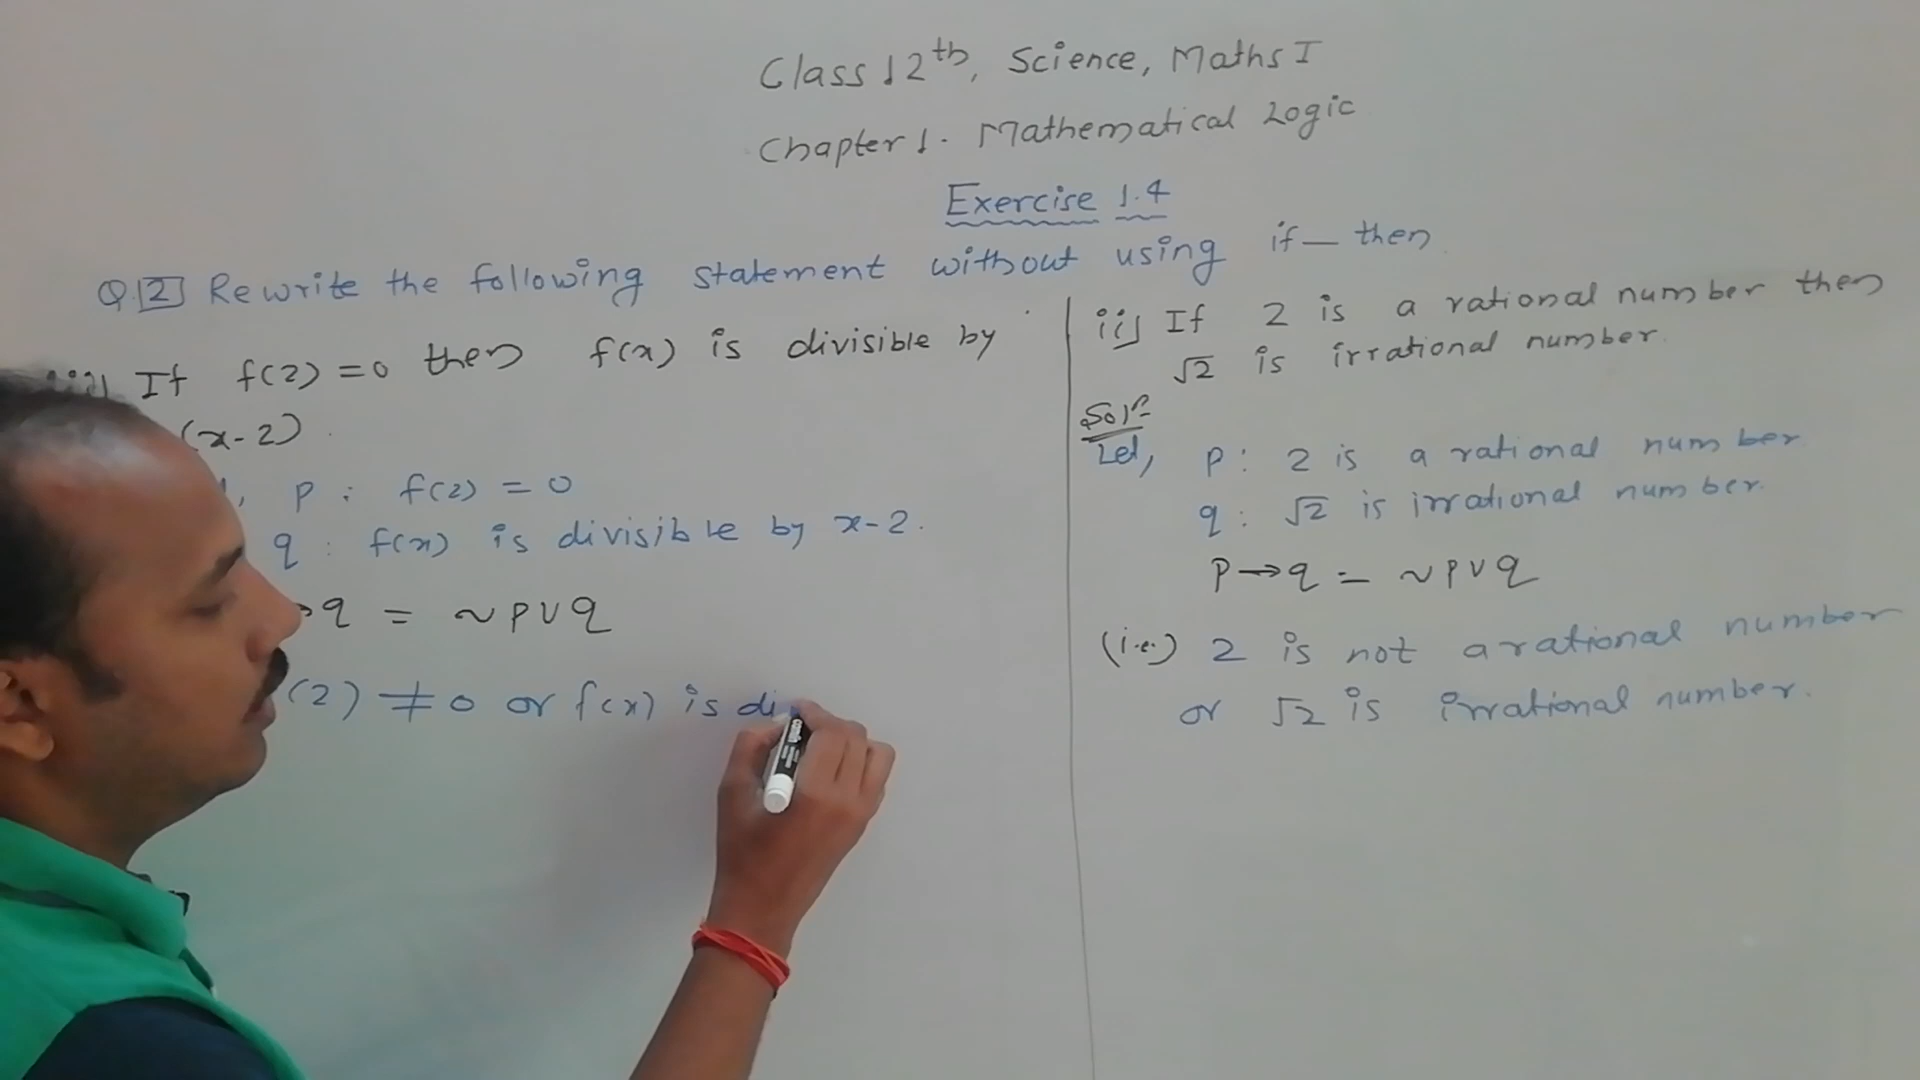 Class 12th, Science, Maths I
Chapter 1. Mathematical Logic
Exercise 1.4
Q.[2] Rewrite the following statement without using if — then
iii) If f(2) = 0 then f(x) is divisible by
(x-2).
, p : f(2) = 0
q : f(x) is divisible by x-2.
→q = ~p∨q
(2) ≠ 0 or f(x) is di
ii) If 2 is a rational number then
√2 is irrational number.
Solⁿ
Let, p : 2 is a rational number
q : √2 is irrational number.
p→q = ~p∨q
(i.e.) 2 is not a rational number
or √2 is irrational number.